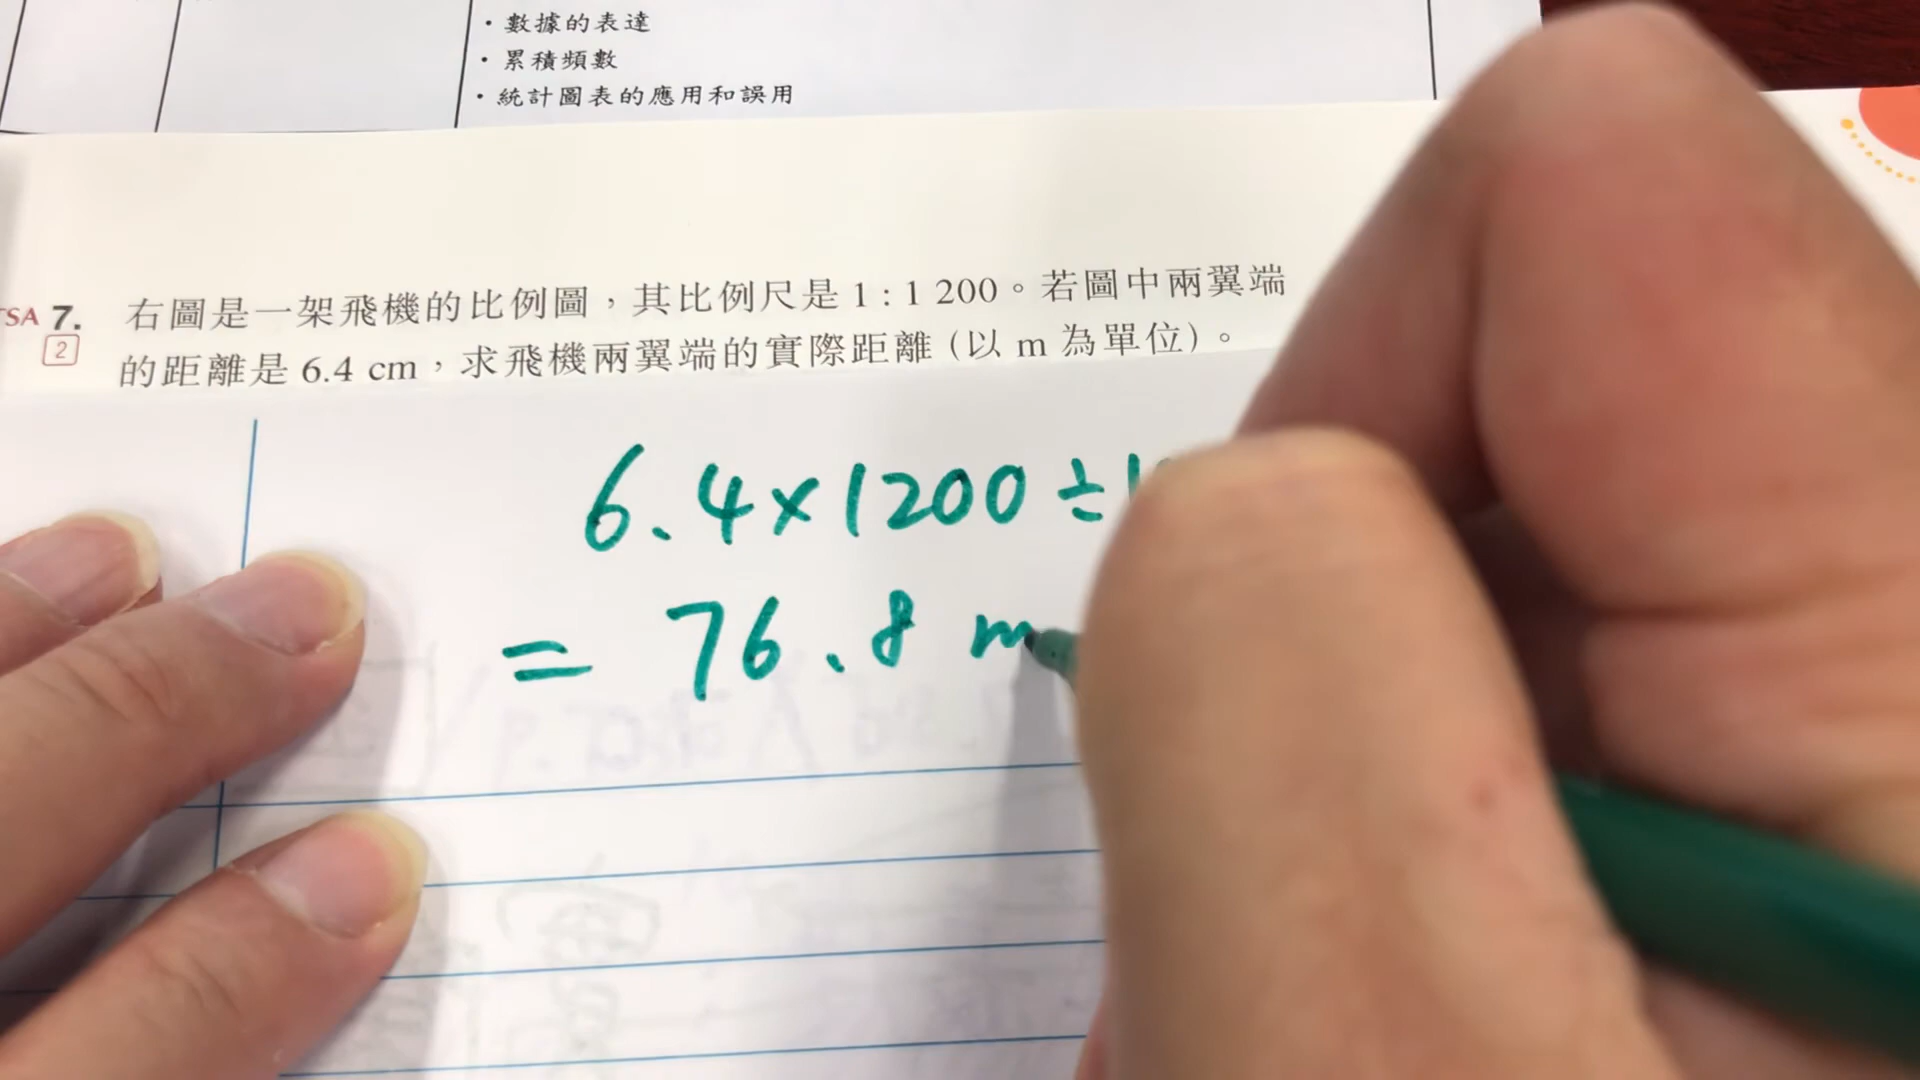 ・數據的表達
・累積頻數
・統計圖表的應用和誤用
TSA 7. 右圖是一架飛機的比例圖，其比例尺是 1 : 1 200。若圖中兩翼端
2 的距離是 6.4 cm，求飛機兩翼端的實際距離 (以 m 為單位)。
6.4×1200÷1
= 76.8 m